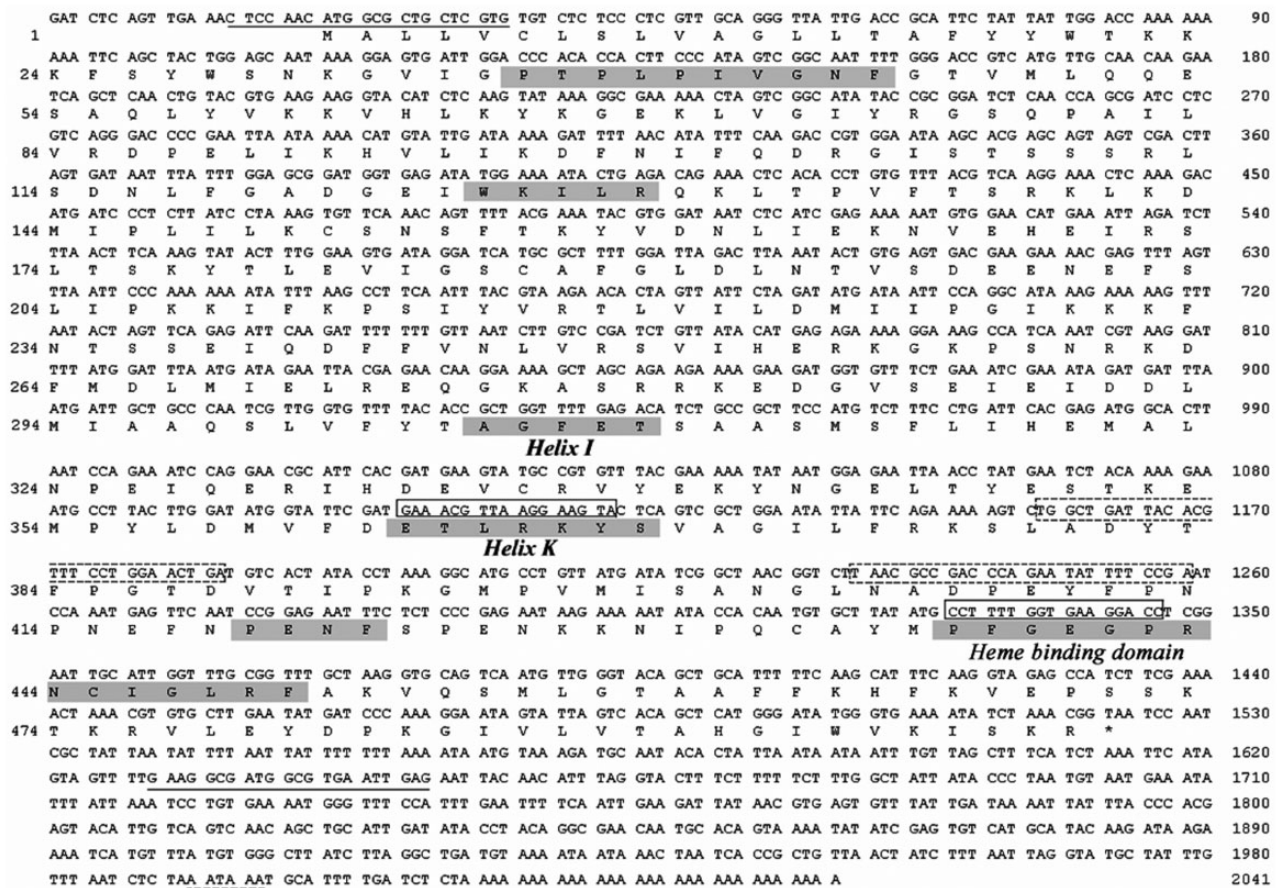 GAT CTC AGT TGA AAC TCC AAC ATG GCG CTG CTC GTG TGT CTC TCC CTC GTT GCA GGG TTA TTG ACC GCA TTC TAT TAT TGG ACC AAA AAA 90
1 M A L L V C L S L V A G L L T A F Y Y W T K K
AAA TTC AGC TAC TGG AGC AAT AAA GGA GTG ATT GGA CCC ACA CCA CTT CCC ATA GTC GGC AAT TTT GGG ACC GTC ATG TTG CAA CAA GAA 180
24 K F S Y W S N K G V I G P T P L P I V G N F G T V M L Q Q E
TCA GCT CAA CTG TAC GTG AAG AAG GTA CAT CTC AAG TAT AAA GGC GAA AAA CTA GTC GGC ATA TAC CGC GGA TCT CAA CCA GCG ATC CTC 270
54 S A Q L Y V K K V H L K Y K G E K L V G I Y R G S Q P A I L
GTC AGG GAC CCC GAA TTA ATA AAA CAT GTA TTG ATA AAA GAT TTT AAC ATA TTT CAA GAC CGT GGA ATA AGC ACG AGC AGT AGT CGA CTT 360
84 V R D P E L I K H V L I K D F N I F Q D R G I S T S S S R L
AGT GAT AAT TTA TTT GGA GCG GAT GGT GAG ATA TGG AAA ATA CTG AGA CAG AAA CTC ACA CCT GTG TTT ACG TCA AGG AAA CTC AAA GAC 450
114 S D N L F G A D G E I W K I L R Q K L T P V F T S R K L K D
ATG ATC CCT CTT ATC CTA AAG TGT TCA AAC AGT TTT ACG AAA TAC GTG GAT AAT CTC ATC GAG AAA AAT GTG GAA CAT GAA ATT AGA TCT 540
144 M I P L I L K C S N S F T K Y V D N L I E K N V E H E I R S
TTA ACT TCA AAG TAT ACT TTG GAA GTG ATA GGA TCA TGC GCT TTT GGA TTA GAC TTA AAT ACT GTG AGT GAC GAA GAA AAC GAG TTT AGT 630
174 L T S K Y T L E V I G S C A F G L D L N T V S D E E N E F S
TTA ATT CCC AAA AAA ATA TTT AAG CCT TCA ATT TAC GTA AGA ACA CTA GTT ATT CTA GAT ATG ATA ATT CCA GGC ATA AAG AAA AAG TTT 720
204 L I P K K I F K P S I Y V R T L V I L D M I I P G I K K K F
AAT ACT AGT TCA GAG ATT CAA GAT TTT TTT GTT AAT CTT GTC CGA TCT GTT ATA CAT GAG AGA AAA GGA AAG CCA TCA AAT CGT AAG GAT 810
234 N T S S E I Q D F F V N L V R S V I H E R K G K P S N R K D
TTT ATG GAT TTA ATG ATA GAA TTA CGA GAA CAA GGA AAA GCT AGC AGA AGA AAA GAA GAT GGT GTT TCT GAA ATC GAA ATA GAT GAT TTA 900
264 F M D L M I E L R E Q G K A S R R K E D G V S E I E I D D L
ATG ATT GCT GCC CAA TCG TTG GTG TTT TAC ACC GCT GGT TTT GAG ACA TCT GCC GCT TCC ATG TCT TTC CTG ATT CAC GAG ATG GCA CTT 990
294 M I A A Q S L V F Y T A G F E T S A A S M S F L I H E M A L
Helix I
AAT CCA GAA ATC CAG GAA CGC ATT CAC GAT GAA GTA TGC CGT GTT TAC GAA AAA TAT AAT GGA GAA TTA ACC TAT GAA TCT ACA AAA GAA 1080
324 N P E I Q E R I H D E V C R V Y E K Y N G E L T Y E S T K E
ATG CCT TAC TTG GAT ATG GTA TTC GAT GAA ACG TTA AGG AAG TAC TCA GTC GCT GGA ATA TTA TTC AGA AAA AGT CTG GCT GAT TAC ACG 1170
354 M P Y L D M V F D E T L R K Y S V A G I L F R K S L A D Y T
Helix K
TTT CCT GGA ACT GAT GTC ACT ATA CCT AAA GGC ATG CCT GTT ATG ATA TCG GCT AAC GGT CTT AAC GCC GAC CCA GAA TAT TTT CCG AAT 1260
384 F P G T D V T I P K G M P V M I S A N G L N A D P E Y F P N
CCA AAT GAG TTC AAT CCG GAG AAT TTC TCT CCC GAG AAT AAG AAA AAT ATA CCA CAA TGT GCT TAT ATG CCT TTT GGT GAA GGA CCT CGG 1350
414 P N E F N P E N F S P E N K K N I P Q C A Y M P F G E G P R
Heme binding domain
AAT TGC ATT GGT TTG CGG TTT GCT AAG GTG CAG TCA ATG TTG GGT ACA GCT GCA TTT TTC AAG CAT TTC AAG GTA GAG CCA TCT TCG AAA 1440
444 N C I G L R F A K V Q S M L G T A A F F K H F K V E P S S K
ACT AAA CGT GTG CTT GAA TAT GAT CCC AAA GGA ATA GTA TTA GTC ACA GCT CAT GGG ATA TGG GTG AAA ATA TCT AAA CGG TAA TCC AAT 1530
474 T K R V L E Y D P K G I V L V T A H G I W V K I S K R *
CGC TAT TAA TAT TTT AAT TAT TTT TTT AAA ATA ATG TAA AGA TGC AAT ACA CTA TTA ATA ATA ATT TGT TAG CTT TCA TCT AAA TTC ATA 1620
GTA GTT TTG AAG GCG ATG GCG TGA ATT GAG AAT TAC AAC ATT TAG GTA CTT TCT TTT TCT TTG GCT ATT ATA CCC TAA TGT AAT GAA ATA 1710
TTT ATT AAA TCC TGT GAA AAT GGG TTT CCA TTT GAA TTT TCA ATT GAA GAT TAT AAC GTG AGT GTT TAT TGA TAA AAT TAT TTA CCC ACG 1800
AGT ACA TTG TCA GTC AAC AGC TGC ATT GAT ATA CCT ACA GGC GAA CAA TGC ACA GTA AAA TAT ATC GAG TGT CAT GCA TAC AAG ATA AGA 1890
AAA TCA TGT TTA TGT GGG CTT ATC TTA GGC TGA TGT AAA ATA ATA AAC TAA TCA CCG CTG TTA ACT ATC TTT AAT TAG GTA TGC TAT TTG 1980
TTT AAT CTC TAA ATA AAT GCA TTT TGA TCT CTA AAA AAA AAA AAA AAA AAA AAA AAA AAA A 2041